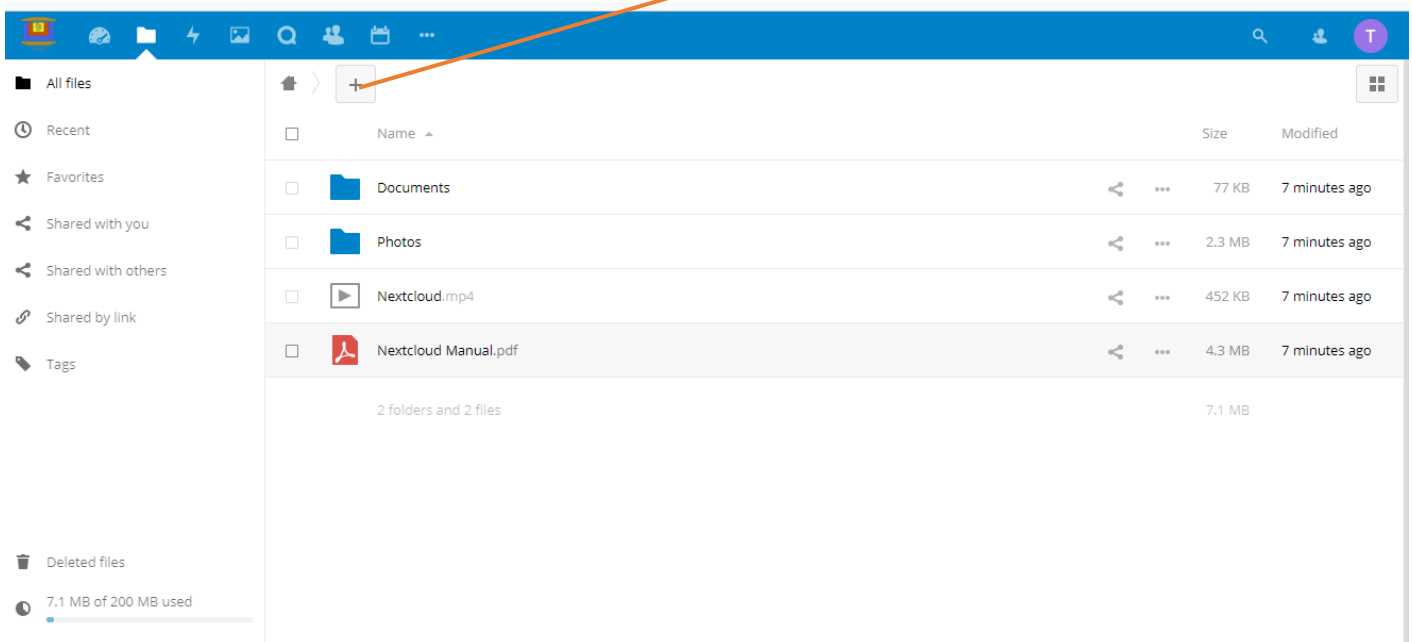 T
All files
+
Recent
Name
Size
Modified
Favorites
Documents
77 KB
7 minutes ago
Shared with you
Photos
2.3 MB
7 minutes ago
Shared with others
Nextcloud.mp4
452 KB
7 minutes ago
Shared by link
Nextcloud Manual.pdf
4.3 MB
7 minutes ago
Tags
2 folders and 2 files
7.1 MB
Deleted files
7.1 MB of 200 MB used